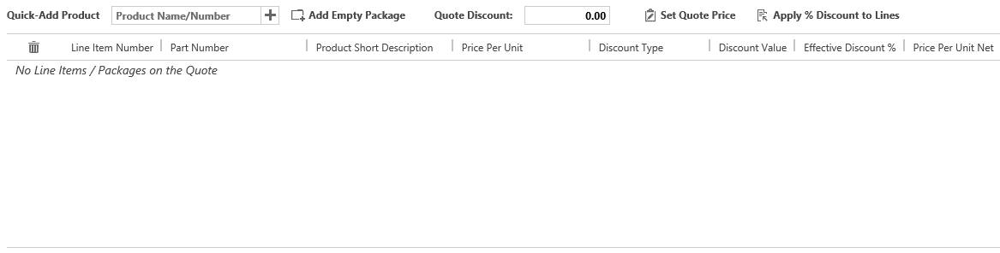 Quick-Add Product Product Name/Number Add Empty Package Quote Discount: 0.00 Set Quote Price Apply % Discount to Lines
Line Item Number Part Number Product Short Description Price Per Unit Discount Type Discount Value Effective Discount % Price Per Unit Net
No Line Items / Packages on the Quote